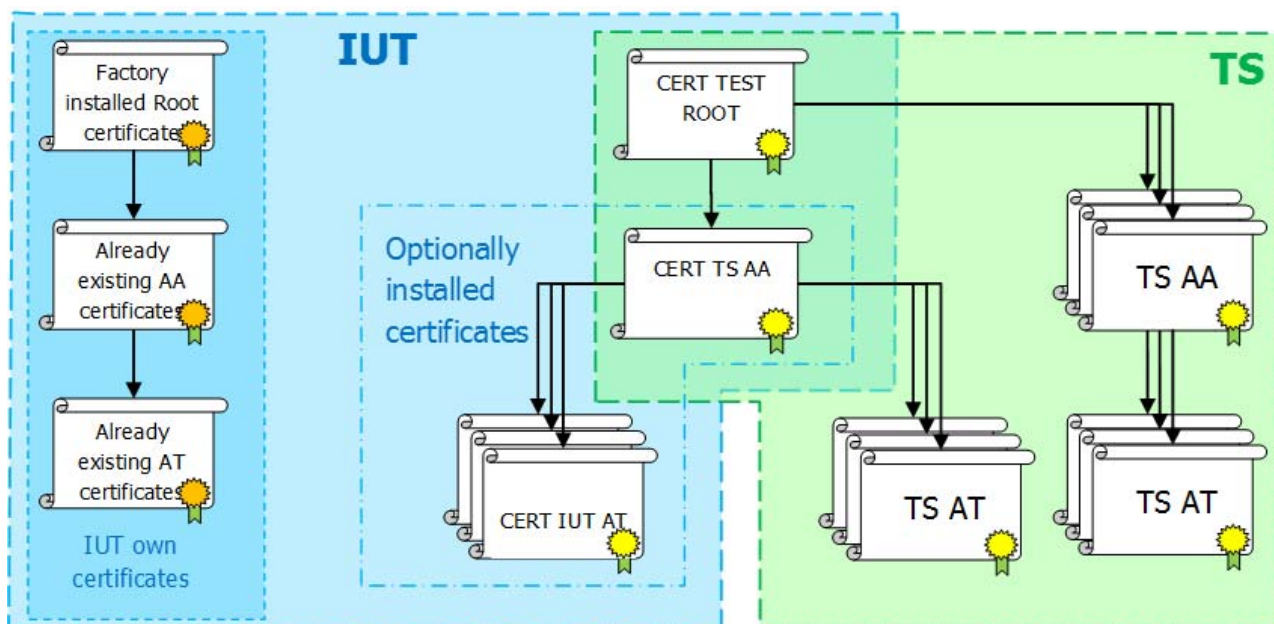 IUT
TS
Factory
installed Root
certificate
Already
existing AA
certificates
Already
existing AT
certificates
IUT own
certificates
CERT TEST
ROOT
Optionally
installed
certificates
CERT TS AA
CERT IUT AT
TS AT
TS AA
TS AT